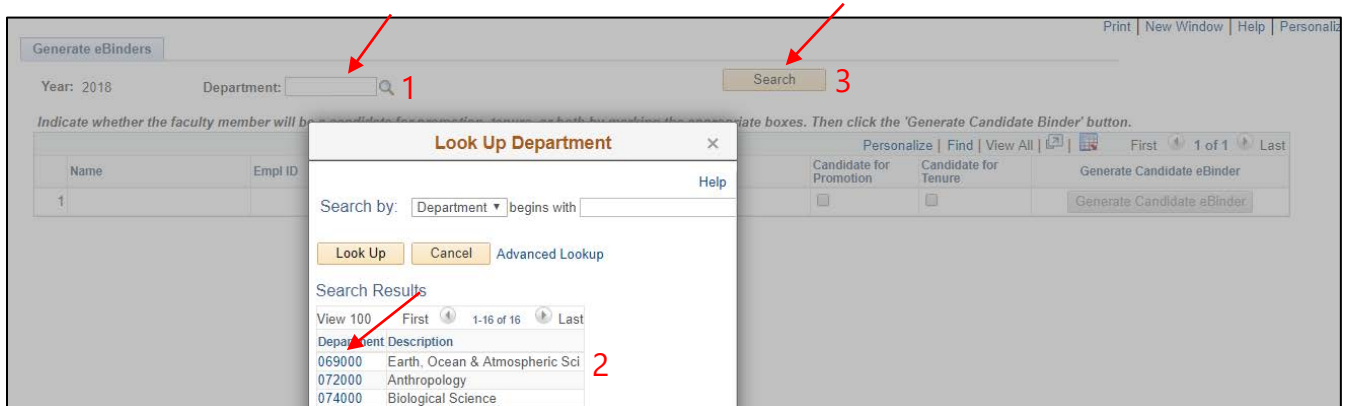 Print | New Window | Help | Personaliz
Generate eBinders
Year: 2018 Department: 1 Search 3
Indicate whether the faculty member will be a candidate for promotion, tenure, or both by marking the appropriate boxes. Then click the 'Generate Candidate Binder' button.
Personalize | Find | View All | | First 1 of 1 Last
Name Empl ID Candidate for Promotion Candidate for Tenure Generate Candidate eBinder
1 Generate Candidate eBinder
Look Up Department ×
Help
Search by: Department ▼ begins with
Look Up Cancel Advanced Lookup
Search Results
View 100 First 1-16 of 16 Last
Department Description
069000 Earth, Ocean & Atmospheric Sci 2
072000 Anthropology
074000 Biological Science